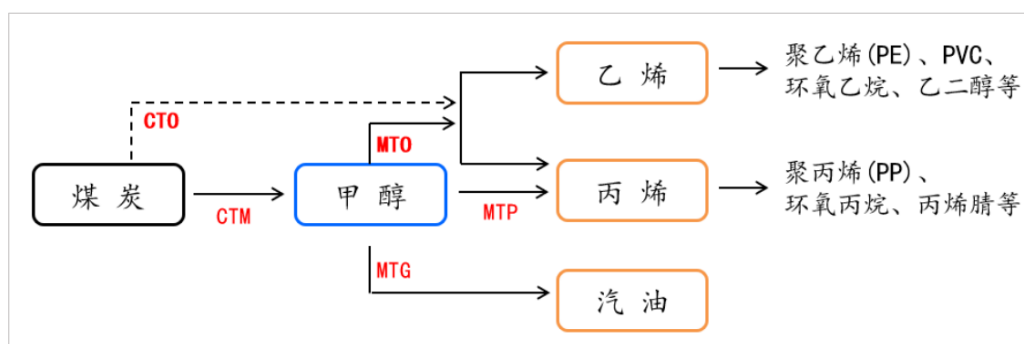 乙烯
聚乙烯(PE)、PVC、
环氧乙烷、乙二醇等
CTO
MTO
煤炭
CTM
甲醇
MTP
丙烯
聚丙烯(PP)、
环氧丙烷、丙烯腈等
MTG
汽油